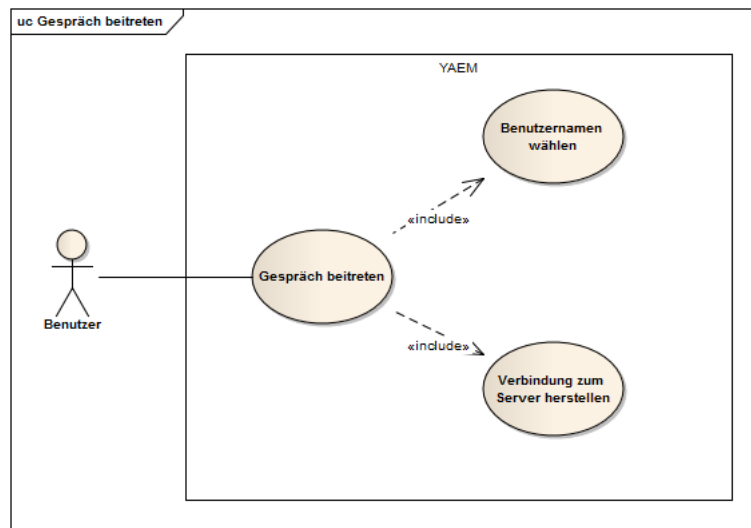 uc Gespräch beitreten
YAEM
Benutzernamen
wählen
«include»
Gespräch beitreten
Benutzer
«include»
Verbindung zum
Server herstellen